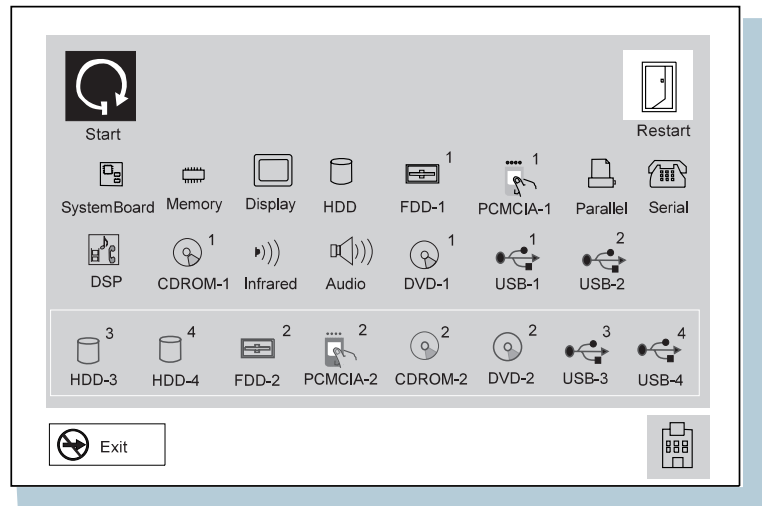 Start Restart
1 1
SystemBoard Memory Display HDD FDD-1 PCMCIA-1 Parallel Serial
1 1 1 2
DSP CDROM-1 Infrared Audio DVD-1 USB-1 USB-2
3 4 2 2 2 2 3 4
HDD-3 HDD-4 FDD-2 PCMCIA-2 CDROM-2 DVD-2 USB-3 USB-4
Exit